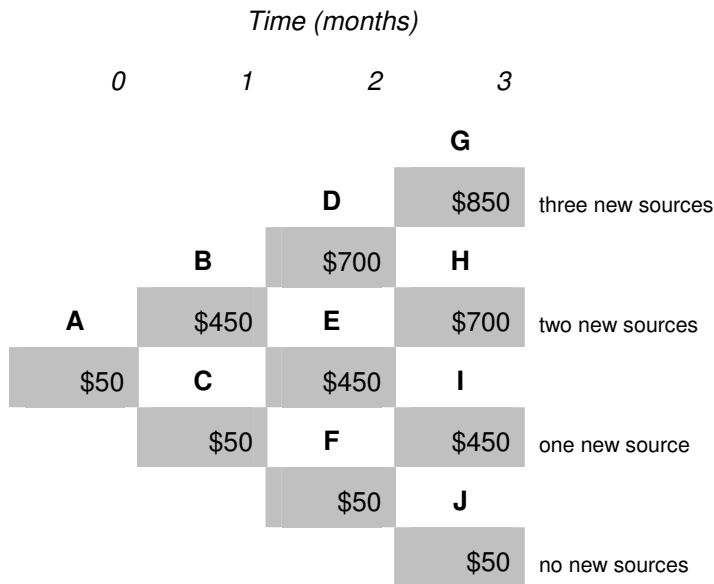 Time (months)
0 1 2 3
G
D $850 three new sources
B $700 H
A $450 E $700 two new sources
$50 C $450 I
$50 F $450 one new source
$50 J
$50 no new sources